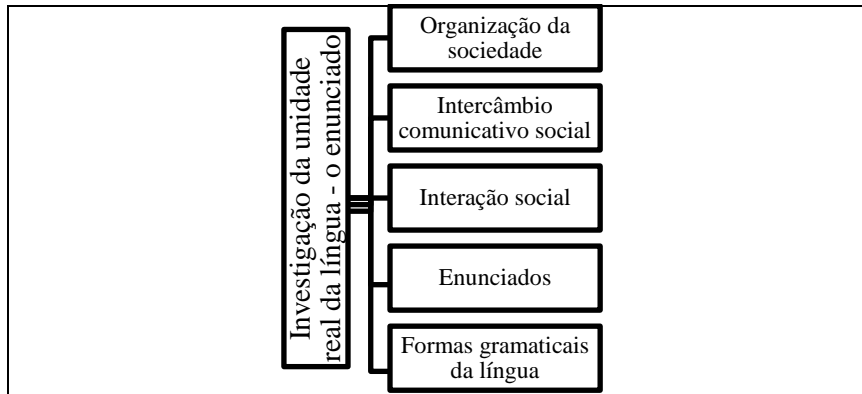 Investigação da unidade
real da língua - o enunciado
Organização da
sociedade
Intercâmbio
comunicativo social
Interação social
Enunciados
Formas gramaticais
da língua